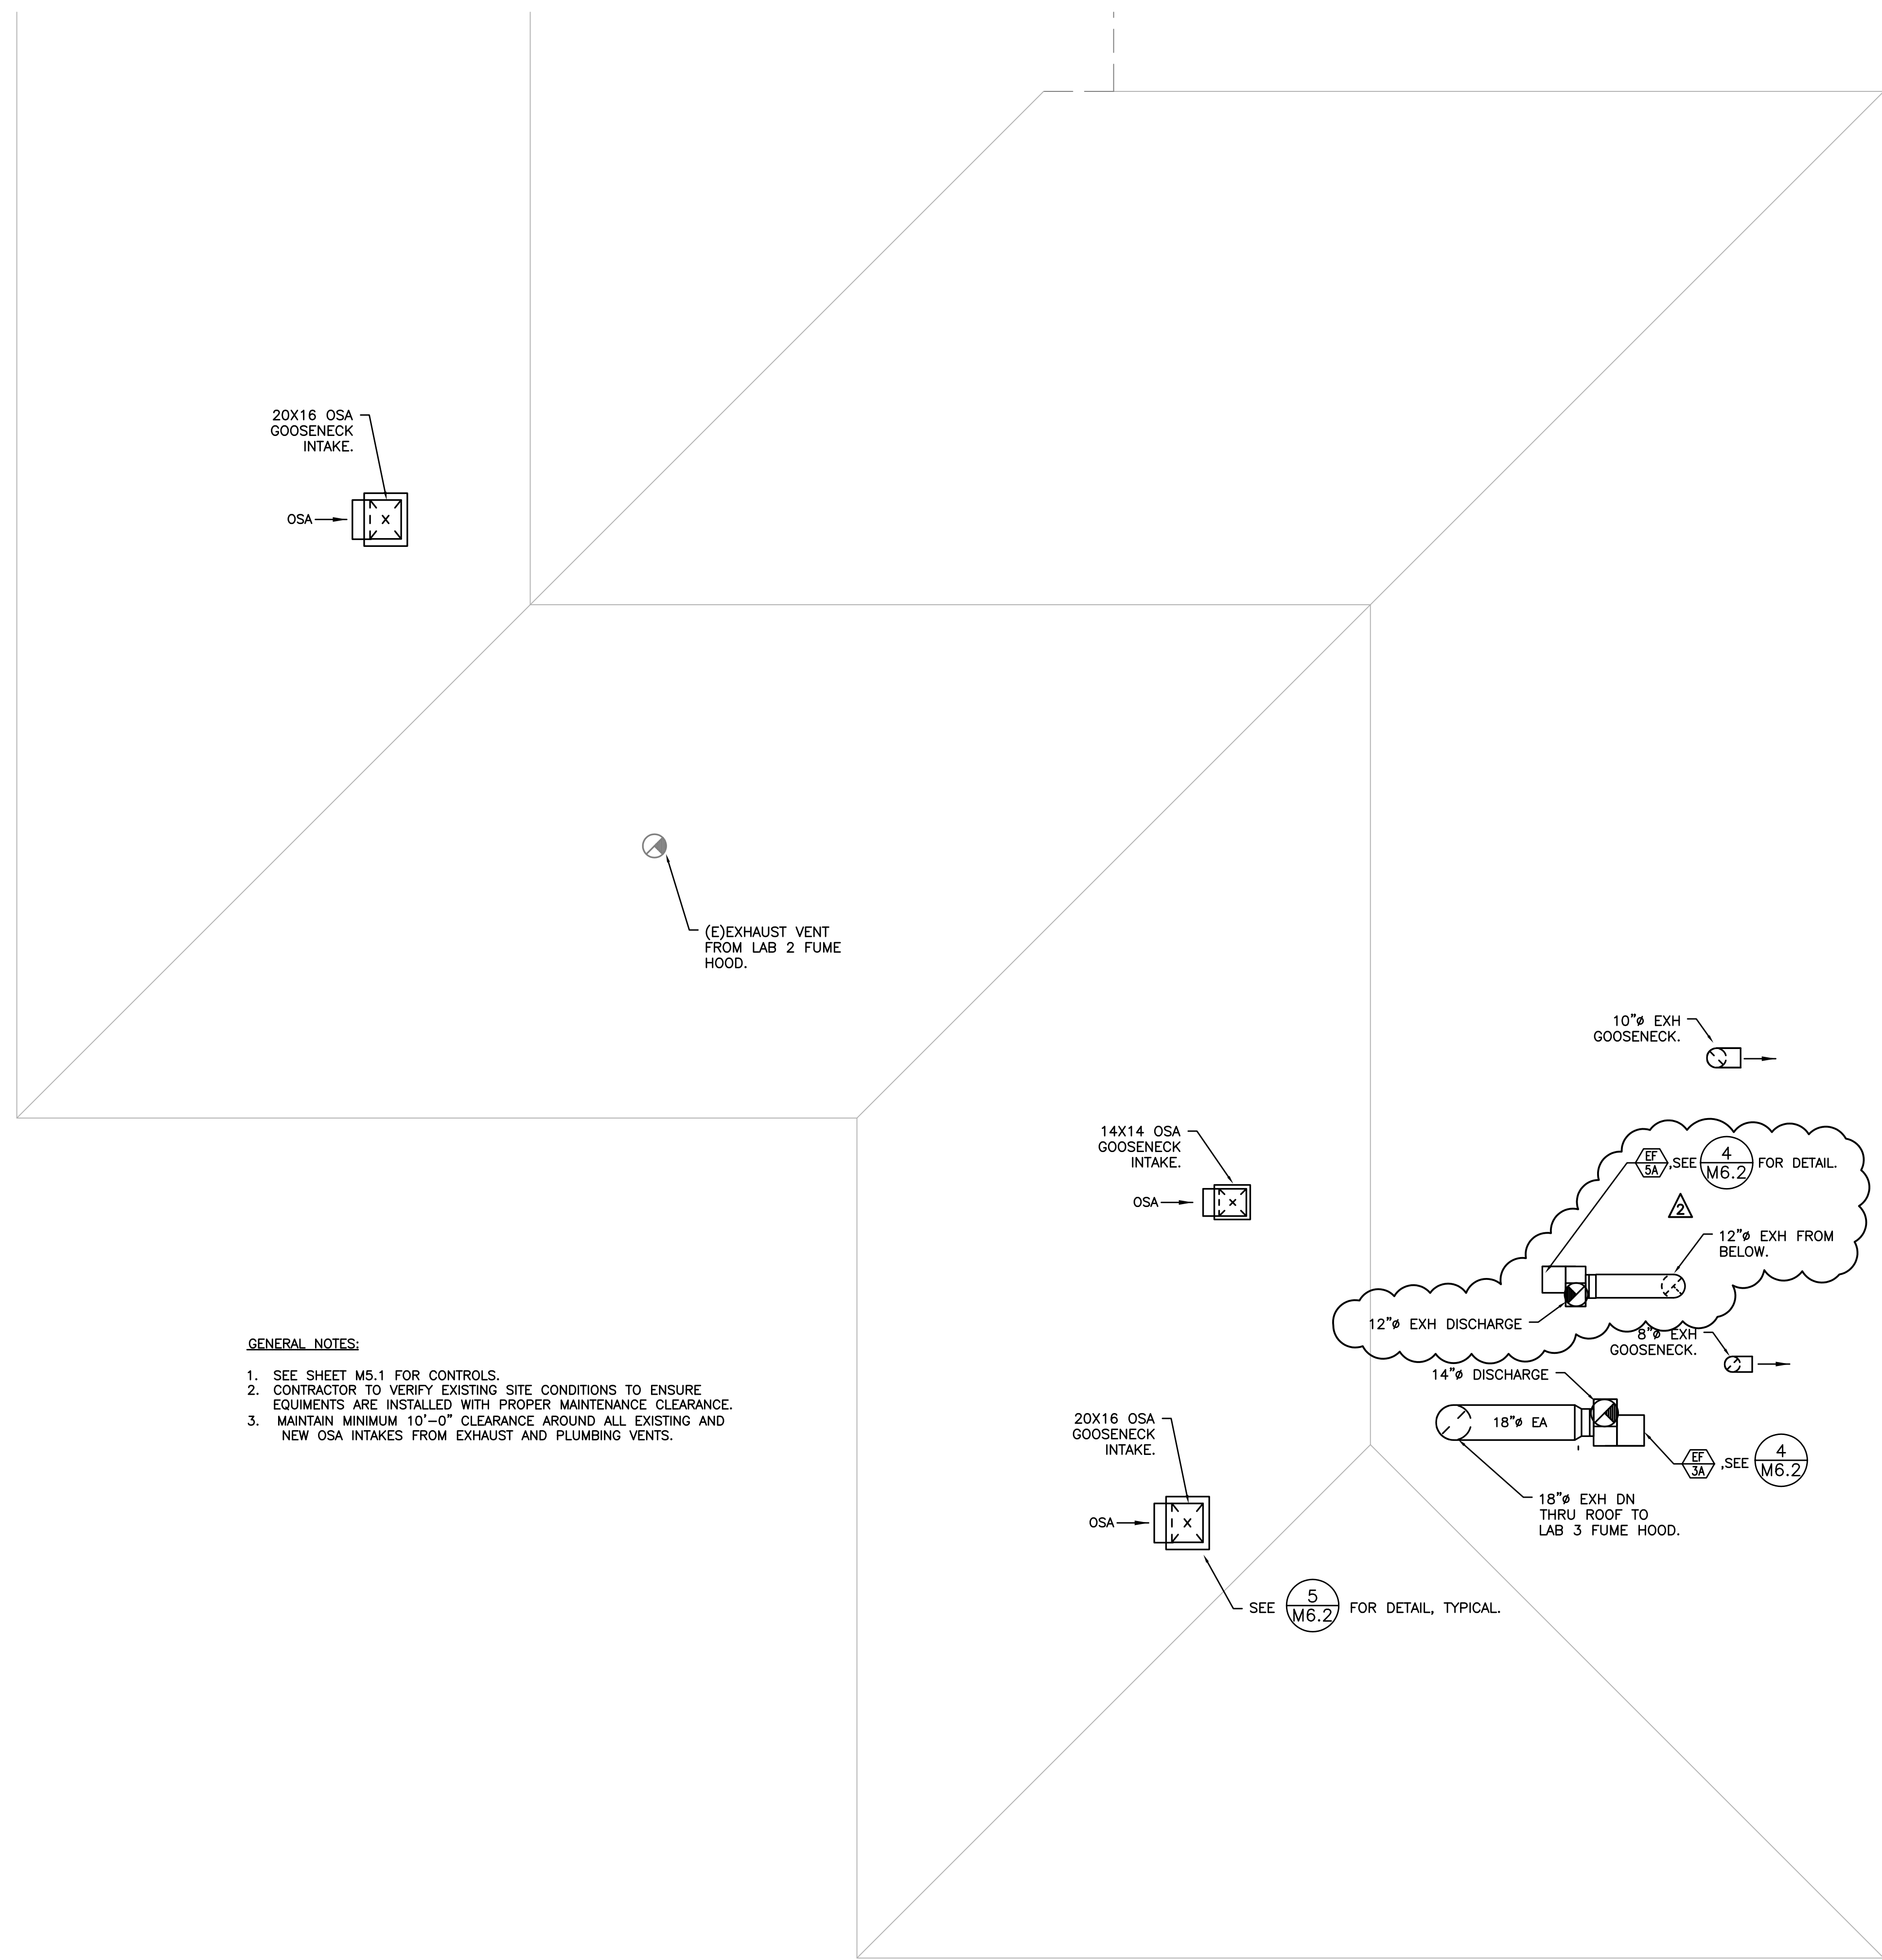 20X16 OSA
GOOSENECK
INTAKE.
OSA
(E)EXHAUST VENT
FROM LAB 2 FUME
HOOD.
10"ø EXH
GOOSENECK.
14X14 OSA
GOOSENECK
INTAKE.
OSA
EF
5A
,SEE
4
M6.2
FOR DETAIL.
2
12"ø EXH FROM
BELOW.
12"ø EXH DISCHARGE
8"ø EXH
GOOSENECK.
14"ø DISCHARGE
18"ø EA
EF
3A
,SEE
4
M6.2
18"ø EXH DN
THRU ROOF TO
LAB 3 FUME HOOD.
20X16 OSA
GOOSENECK
INTAKE.
OSA
SEE
5
M6.2
FOR DETAIL, TYPICAL.
GENERAL NOTES:
1. SEE SHEET M5.1 FOR CONTROLS.
2. CONTRACTOR TO VERIFY EXISTING SITE CONDITIONS TO ENSURE
EQUIMENTS ARE INSTALLED WITH PROPER MAINTENANCE CLEARANCE.
3. MAINTAIN MINIMUM 10'-0" CLEARANCE AROUND ALL EXISTING AND
NEW OSA INTAKES FROM EXHAUST AND PLUMBING VENTS.